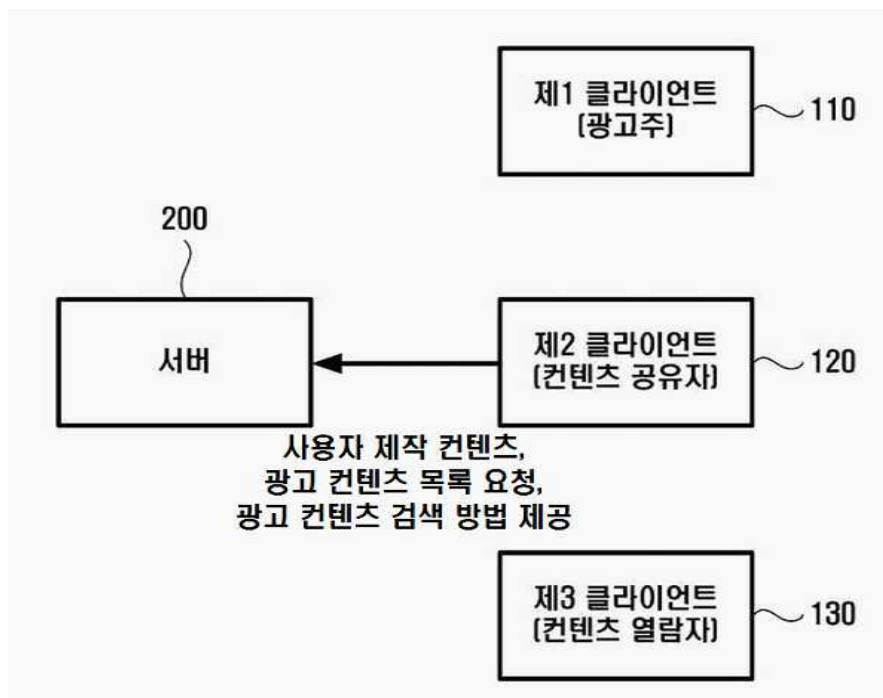 제1 클라이언트
(광고주)
110
200
서버
제2 클라이언트
(컨텐츠 공유자)
120
사용자 제작 컨텐츠,
광고 컨텐츠 목록 요청,
광고 컨텐츠 검색 방법 제공
제3 클라이언트
(컨텐츠 열람자)
130